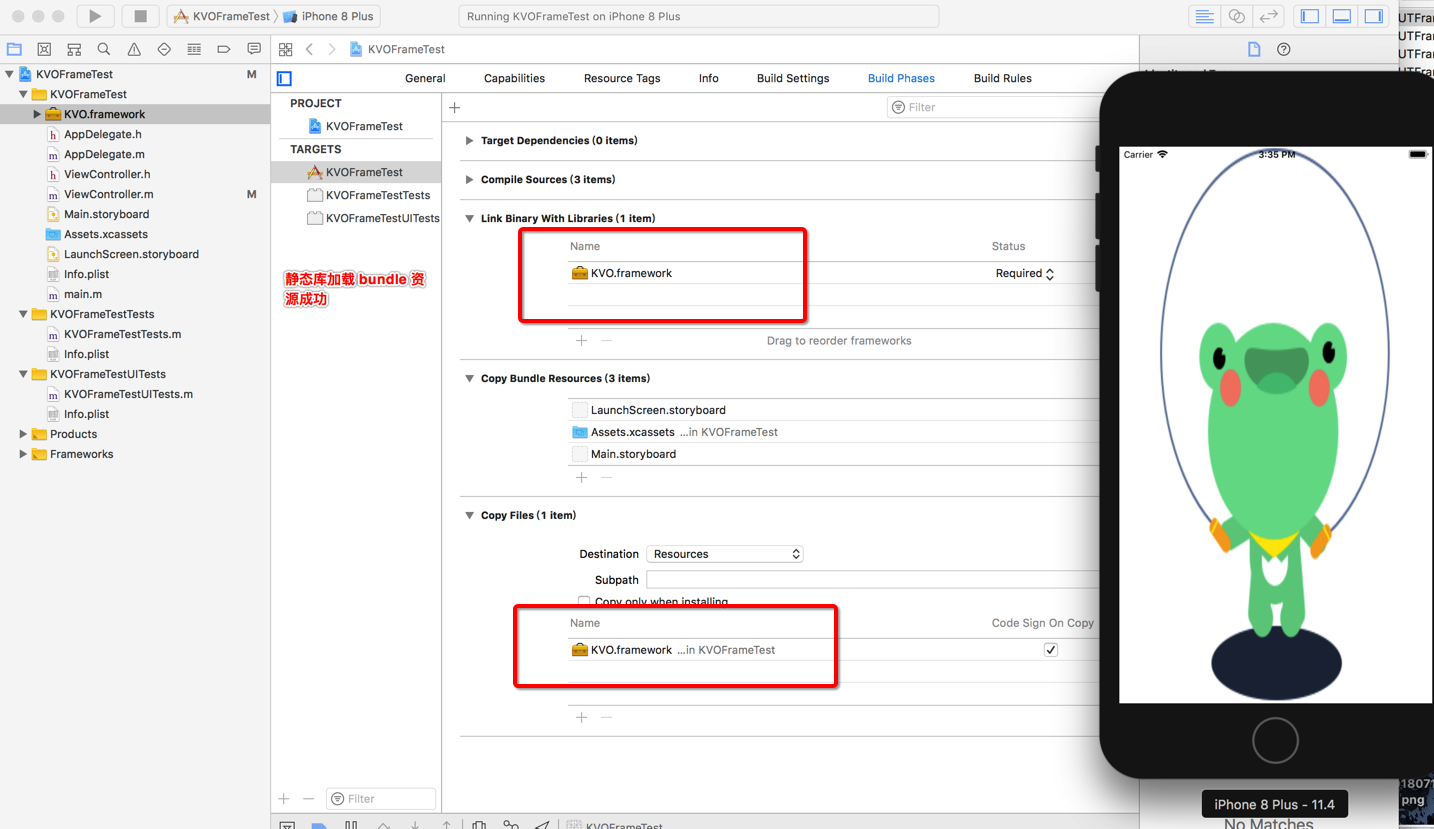 KVOFrameTest
iPhone 8 Plus
Running KVOFrameTest on iPhone 8 Plus
KVOFrameTest
KVOFrameTest
M
KVOFrameTest
KVO.framework
AppDelegate.h
AppDelegate.m
ViewController.h
ViewController.m
M
Main.storyboard
Assets.xcassets
LaunchScreen.storyboard
Info.plist
main.m
KVOFrameTestTests
KVOFrameTestTests.m
Info.plist
KVOFrameTestUITests
KVOFrameTestUITests.m
Info.plist
Products
Frameworks
General
Capabilities
Resource Tags
Info
Build Settings
Build Phases
Build Rules
PROJECT
KVOFrameTest
TARGETS
KVOFrameTest
KVOFrameTestTests
KVOFrameTestUITests
静态库加载 bundle 资
源成功
Filter
Filter
Target Dependencies (0 items)
Compile Sources (3 items)
Link Binary With Libraries (1 item)
Name
Status
KVO.framework
Required
Drag to reorder frameworks
Copy Bundle Resources (3 items)
LaunchScreen.storyboard
Assets.xcassets ...in KVOFrameTest
Main.storyboard
Copy Files (1 item)
Destination
Resources
Subpath
Copy only when installing
Name
Code Sign On Copy
KVO.framework ...in KVOFrameTest
KVOFrameTest
Carrier
3:35 PM
iPhone 8 Plus - 11.4
No Matches
UTFra
UTFra
UTFra
18071
png